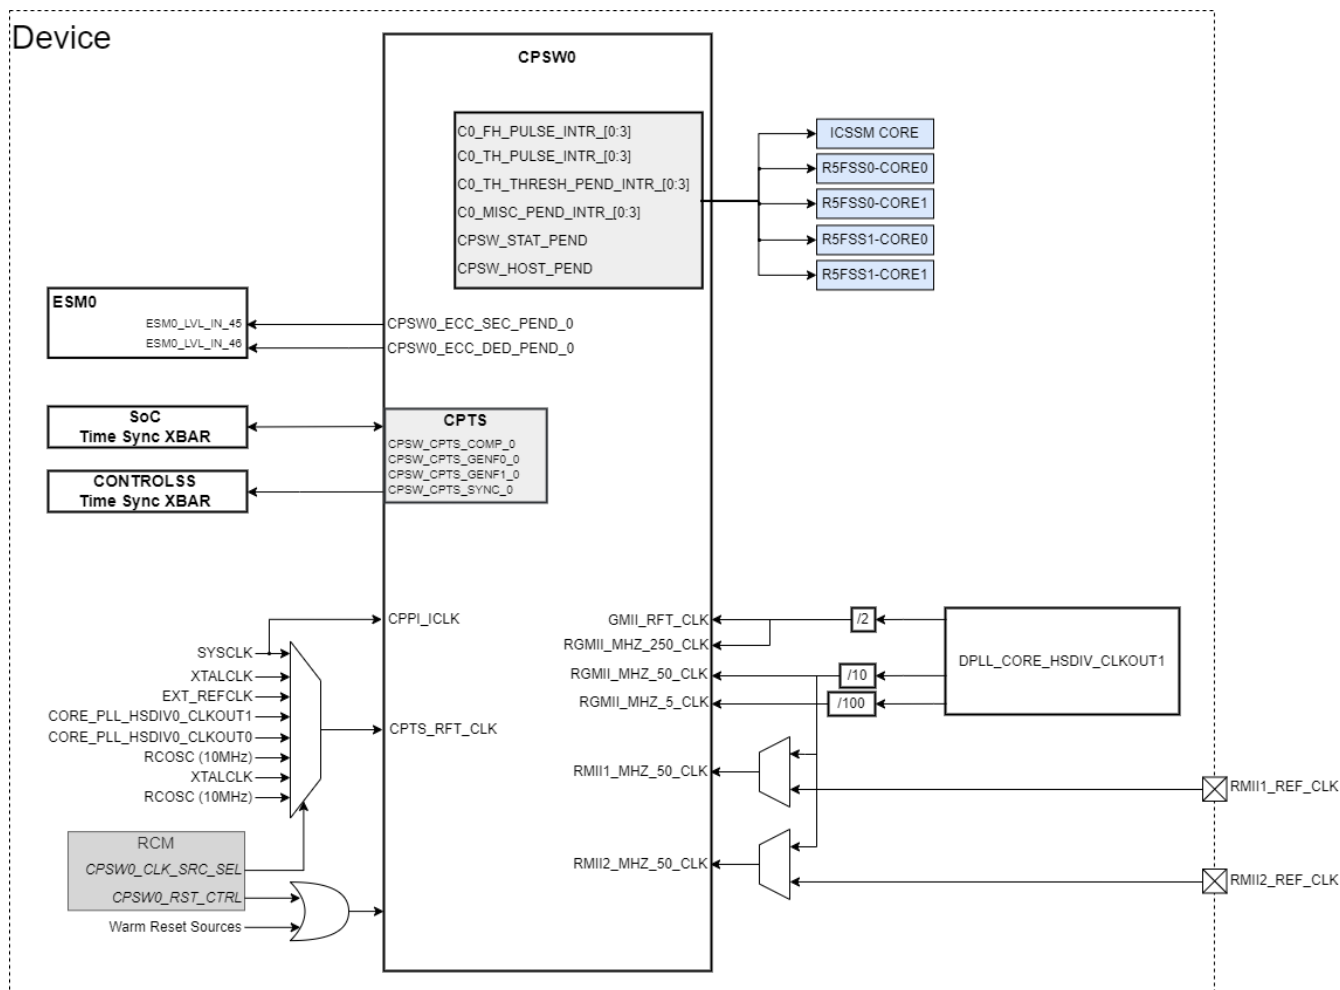 Device
CPSW0
C0_FH_PULSE_INTR_[0:3]
C0_TH_PULSE_INTR_[0:3]
C0_TH_THRESH_PEND_INTR_[0:3]
C0_MISC_PEND_INTR_[0:3]
CPSW_STAT_PEND
CPSW_HOST_PEND
ICSSM CORE
R5FSS0-CORE0
R5FSS0-CORE1
R5FSS1-CORE0
R5FSS1-CORE1
ESM0
ESM0_LVL_IN_45
ESM0_LVL_IN_46
CPSW0_ECC_SEC_PEND_0
CPSW0_ECC_DED_PEND_0
SoC
Time Sync XBAR
CONTROLSS
Time Sync XBAR
CPTS
CPSW_CPTS_COMP_0
CPSW_CPTS_GENF0_0
CPSW_CPTS_GENF1_0
CPSW_CPTS_SYNC_0
CPPI_ICLK
SYSCLK
XTALCLK
EXT_REFCLK
CORE_PLL_HSDIV0_CLKOUT1
CORE_PLL_HSDIV0_CLKOUT0
RCOSC (10MHz)
XTALCLK
RCOSC (10MHz)
CPTS_RFT_CLK
RCM
CPSW0_CLK_SRC_SEL
CPSW0_RST_CTRL
Warm Reset Sources
GMII_RFT_CLK
RGMII_MHZ_250_CLK
RGMII_MHZ_50_CLK
RGMII_MHZ_5_CLK
/2
/10
/100
DPLL_CORE_HSDIV_CLKOUT1
RMII1_MHZ_50_CLK
RMII1_REF_CLK
RMII2_MHZ_50_CLK
RMII2_REF_CLK